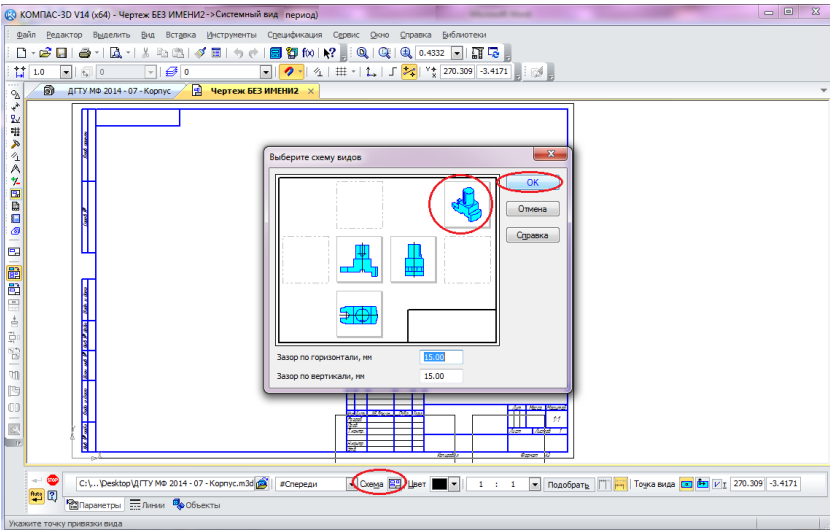 КОМПАС-3D V14 (x64) - Чертеж БЕЗ ИМЕНИ2->Системный вид период)
Файл Редактор Выделить Вид Вставка Инструменты Спецификация Сервис Окно Справка Библиотеки
0.4332
1.0 0 0 270.309 -3.4171
ДГТУ МФ 2014 - 07 - Корпус Чертеж БЕЗ ИМЕНИ2
Выберите схему видов
OK
Отмена
Справка
Зазор по горизонтали, мм 15.00
Зазор по вертикали, мм 15.00
1:1
C:\...\Desktop\ДГТУ МФ 2014 - 07 - Корпус.m3d #Спереди Схема Цвет 1 : 1 Подобрать Точка вида 270.309 -3.4171
Параметры Линии Объекты
Укажите точку привязки вида